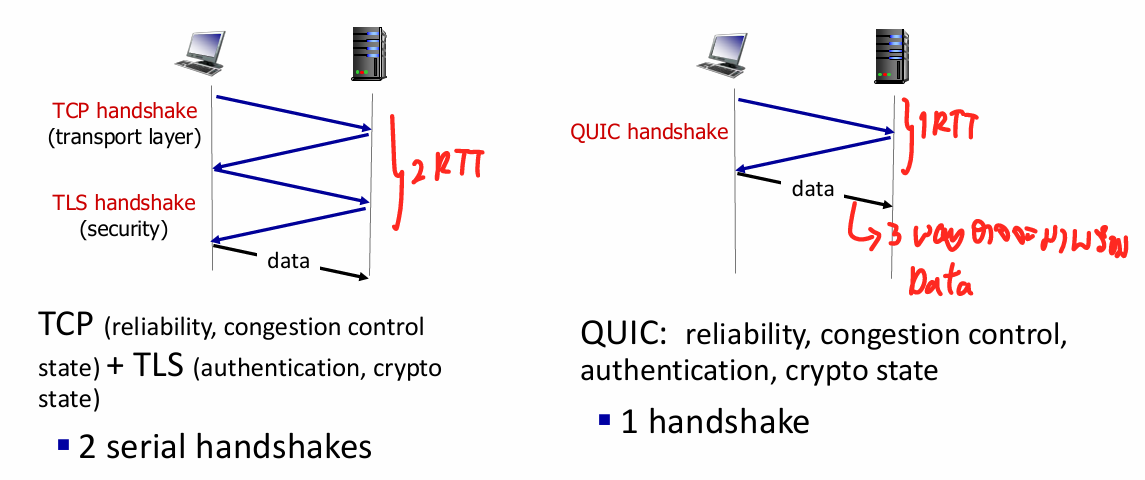 TCP handshake
(transport layer)
2 RTT
TLS handshake
(security)
data
TCP (reliability, congestion control
state) + TLS (authentication, crypto
state)
▪ 2 serial handshakes
QUIC handshake
1 RTT
data
3 way
Data
QUIC: reliability, congestion control,
authentication, crypto state
▪ 1 handshake